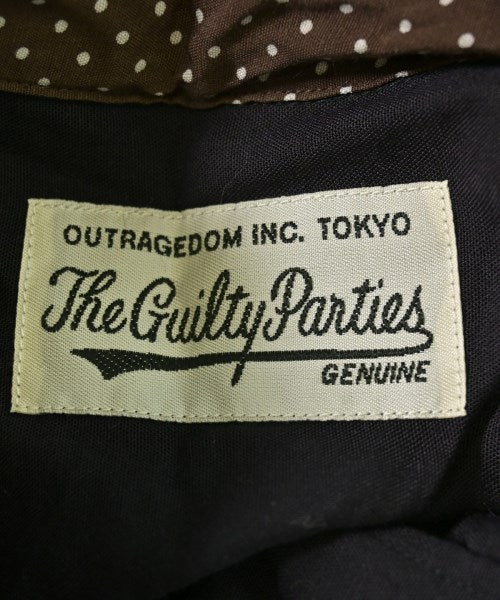 OUTRAGEDOM INC. TOKYO
The Guilty Parties
GENUINE